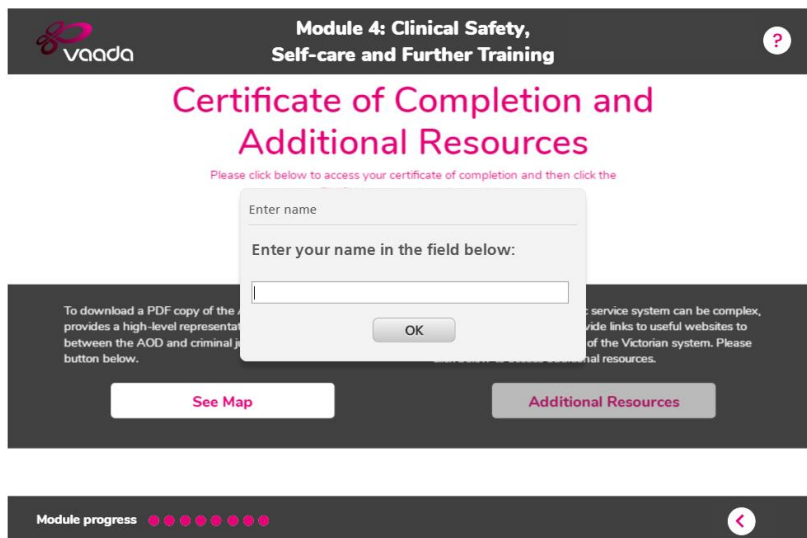 vaada
Module 4: Clinical Safety,
Self-care and Further Training
?
Certificate of Completion and
Additional Resources
Please click below to access your certificate of completion and then click the
Enter name
Enter your name in the field below:
OK
To download a PDF copy of the
provides a high-level
between the AOD and criminal
button below.
service system can be complex,
links to useful websites to
of the Victorian system. Please
resources.
See Map
Additional Resources
Module progress